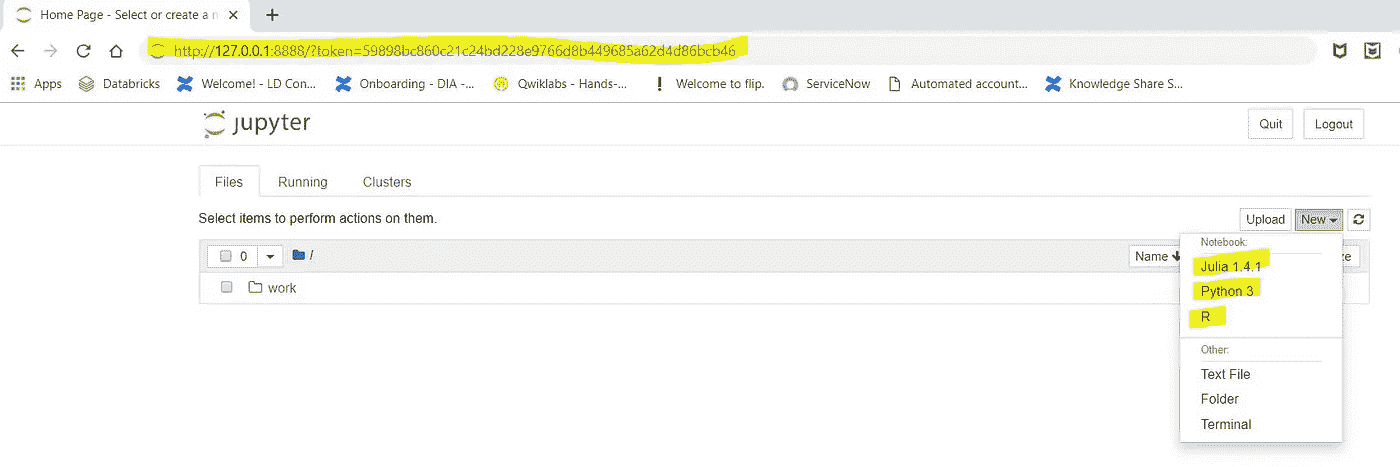 Home Page - Select or create a n
http://127.0.0.1:8888/?token=59898bc860c21c24bd228e9766d8b449685a62d4d86bcb46
Apps Databricks Welcome! - LD Con... Onboarding - DIA -... Qwiklabs - Hands-... Welcome to flip. ServiceNow Automated account... Knowledge Share S...
jupyter Quit Logout
Files Running Clusters
Select items to perform actions on them. Upload New
0 / Name
Notebook:
work
Julia 1.4.1
Python 3
R
Other:
Text File
Folder
Terminal